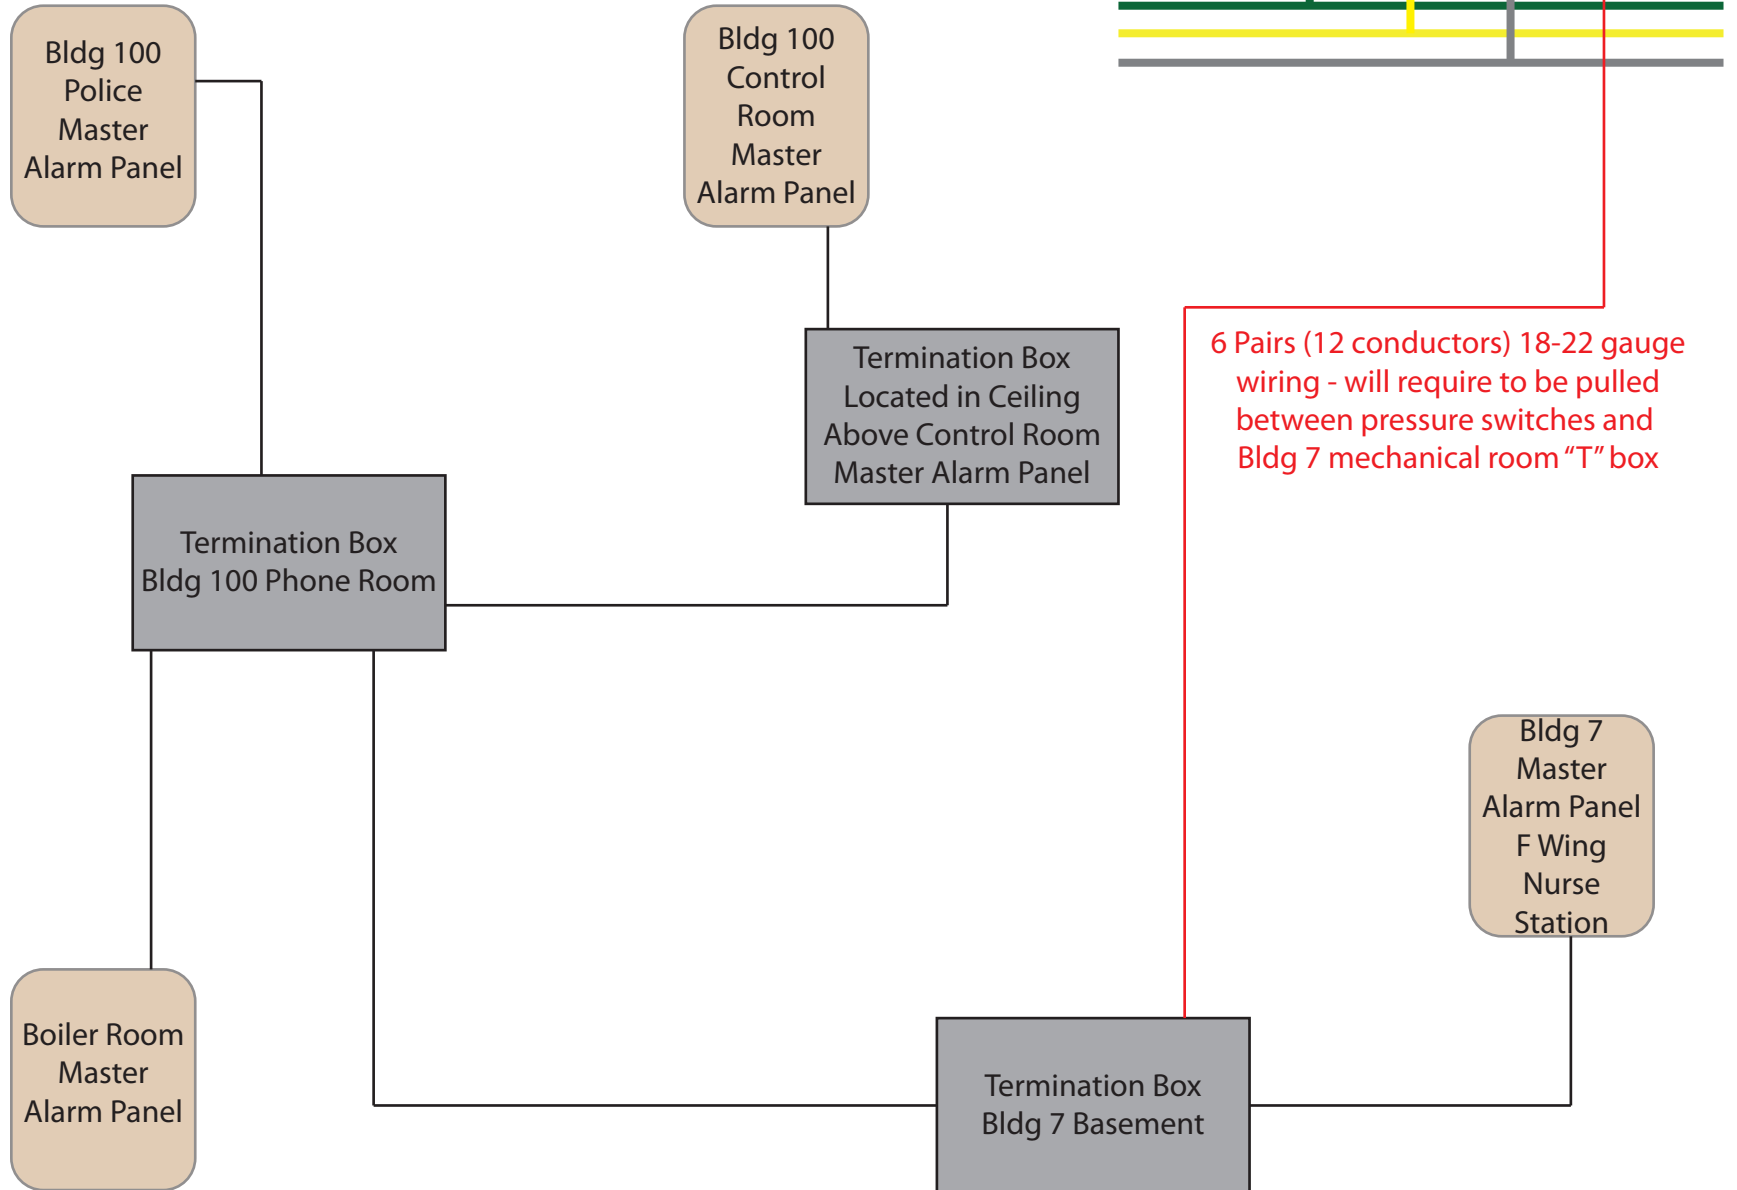 Bldg 100
Police
Master
Alarm Panel
Bldg 100
Control
Room
Master
Alarm Panel
Termination Box
Located in Ceiling
Above Control Room
Master Alarm Panel
6 Pairs (12 conductors) 18-22 gauge
wiring - will require to be pulled
between pressure switches and
Bldg 7 mechanical room “T” box
Termination Box
Bldg 100 Phone Room
Bldg 7
Master
Alarm Panel
F Wing
Nurse
Station
Boiler Room
Master
Alarm Panel
Termination Box
Bldg 7 Basement